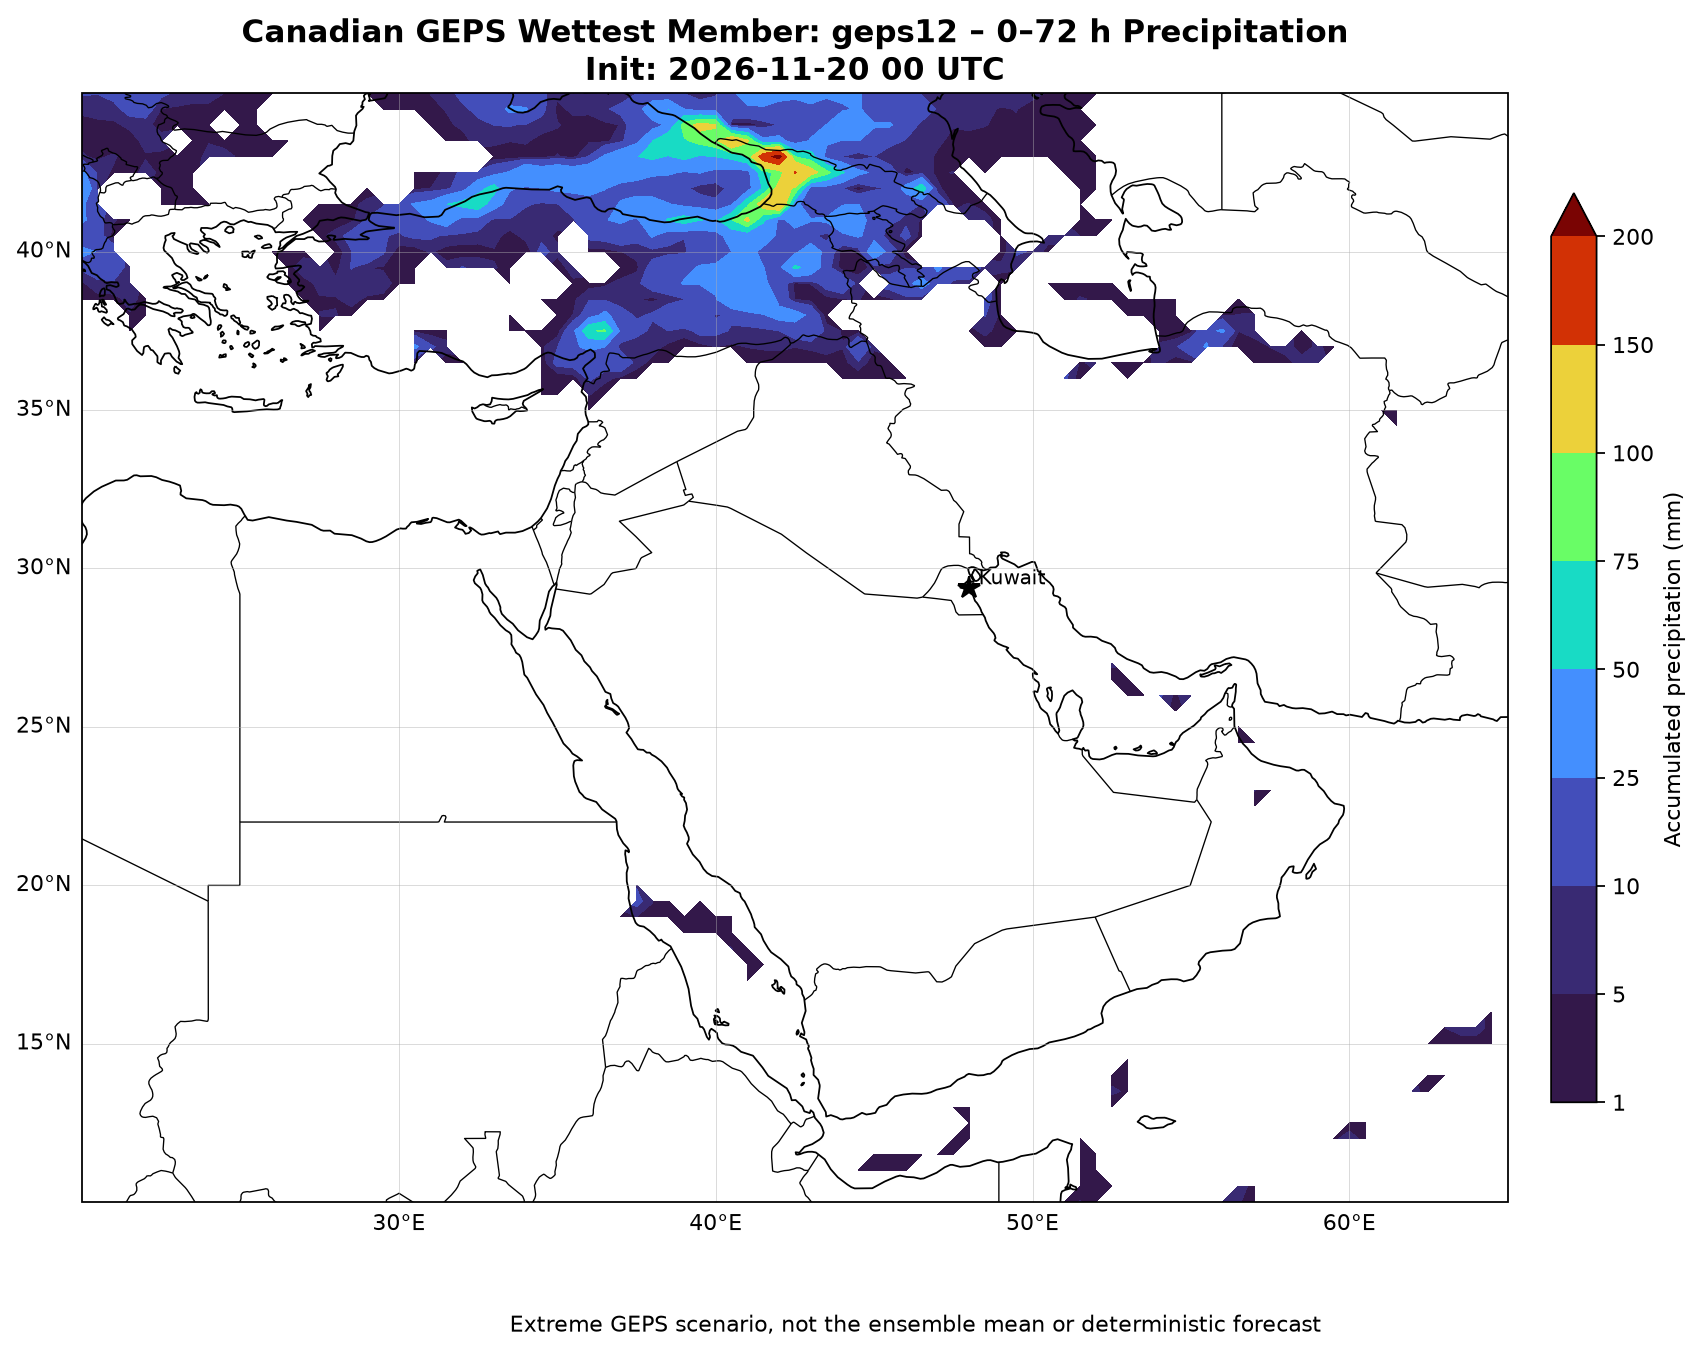 Canadian GEPS Wettest Member: geps12 – 0–72 h Precipitation
Init: 2026-11-20 00 UTC
40°N
35°N
30°N
25°N
20°N
15°N
30°E
40°E
50°E
60°E
Kuwait
200
150
100
75
50
25
10
5
1
Accumulated precipitation (mm)
Extreme GEPS scenario, not the ensemble mean or deterministic forecast